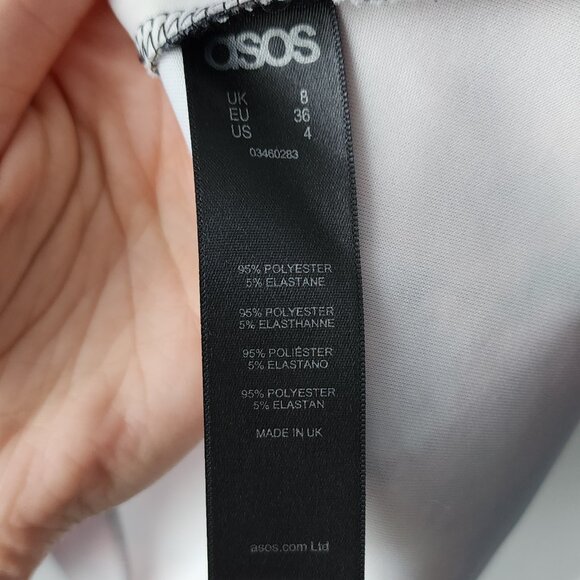 asos
UK 8
EU 36
US 4
03460283
95% POLYESTER
5% ELASTANE
95% POLYESTER
5% ELASTHANNE
95% POLIÉSTER
5% ELASTANO
95% POLYESTER
5% ELASTAN
MADE IN UK
asos.com Ltd